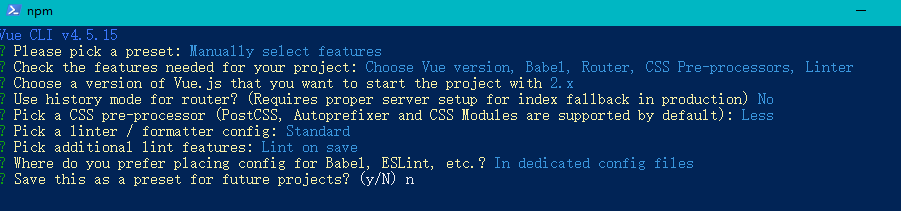 npm
Vue CLI v4.5.15
? Please pick a preset: Manually select features
? Check the features needed for your project: Choose Vue version, Babel, Router, CSS Pre-processors, Linter
? Choose a version of Vue.js that you want to start the project with 2.x
? Use history mode for router? (Requires proper server setup for index fallback in production) No
? Pick a CSS pre-processor (PostCSS, Autoprefixer and CSS Modules are supported by default): Less
? Pick a linter / formatter config: Standard
? Pick additional lint features: Lint on save
? Where do you prefer placing config for Babel, ESLint, etc.? In dedicated config files
? Save this as a preset for future projects? (y/N) n